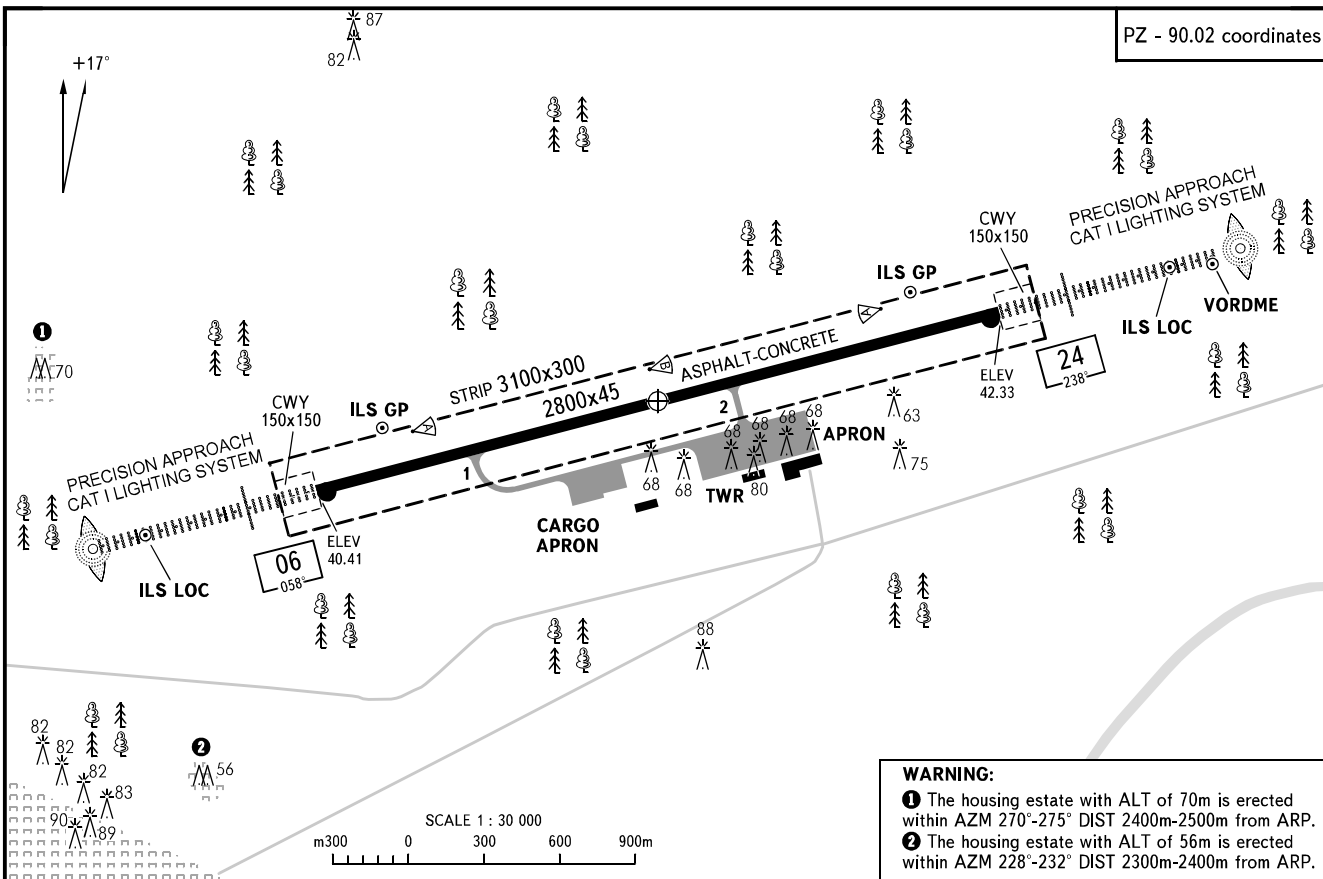 PZ - 90.02 coordinates
+17°
87
82
PRECISION APPROACH
CAT I LIGHTING SYSTEM
CWY
150x150
ILS GP
VORDME
ILS LOC
24
238°
ELEV
42.33
A
ASPHALT-CONCRETE
B
STRIP 3100x300
2800x45
1
70
ILS GP
A
CWY
150x150
PRECISION APPROACH
CAT I LIGHTING SYSTEM
2
63
75
68
68
68
68
APRON
68
68
80
TWR
1
CARGO
APRON
ELEV
40.41
06
058°
ILS LOC
88
82
82
82
83
90
89
2
56
SCALE 1 : 30 000
m300 0 300 600 900m
WARNING:
1 The housing estate with ALT of 70m is erected
within AZM 270°-275° DIST 2400m-2500m from ARP.
2 The housing estate with ALT of 56m is erected
within AZM 228°-232° DIST 2300m-2400m from ARP.